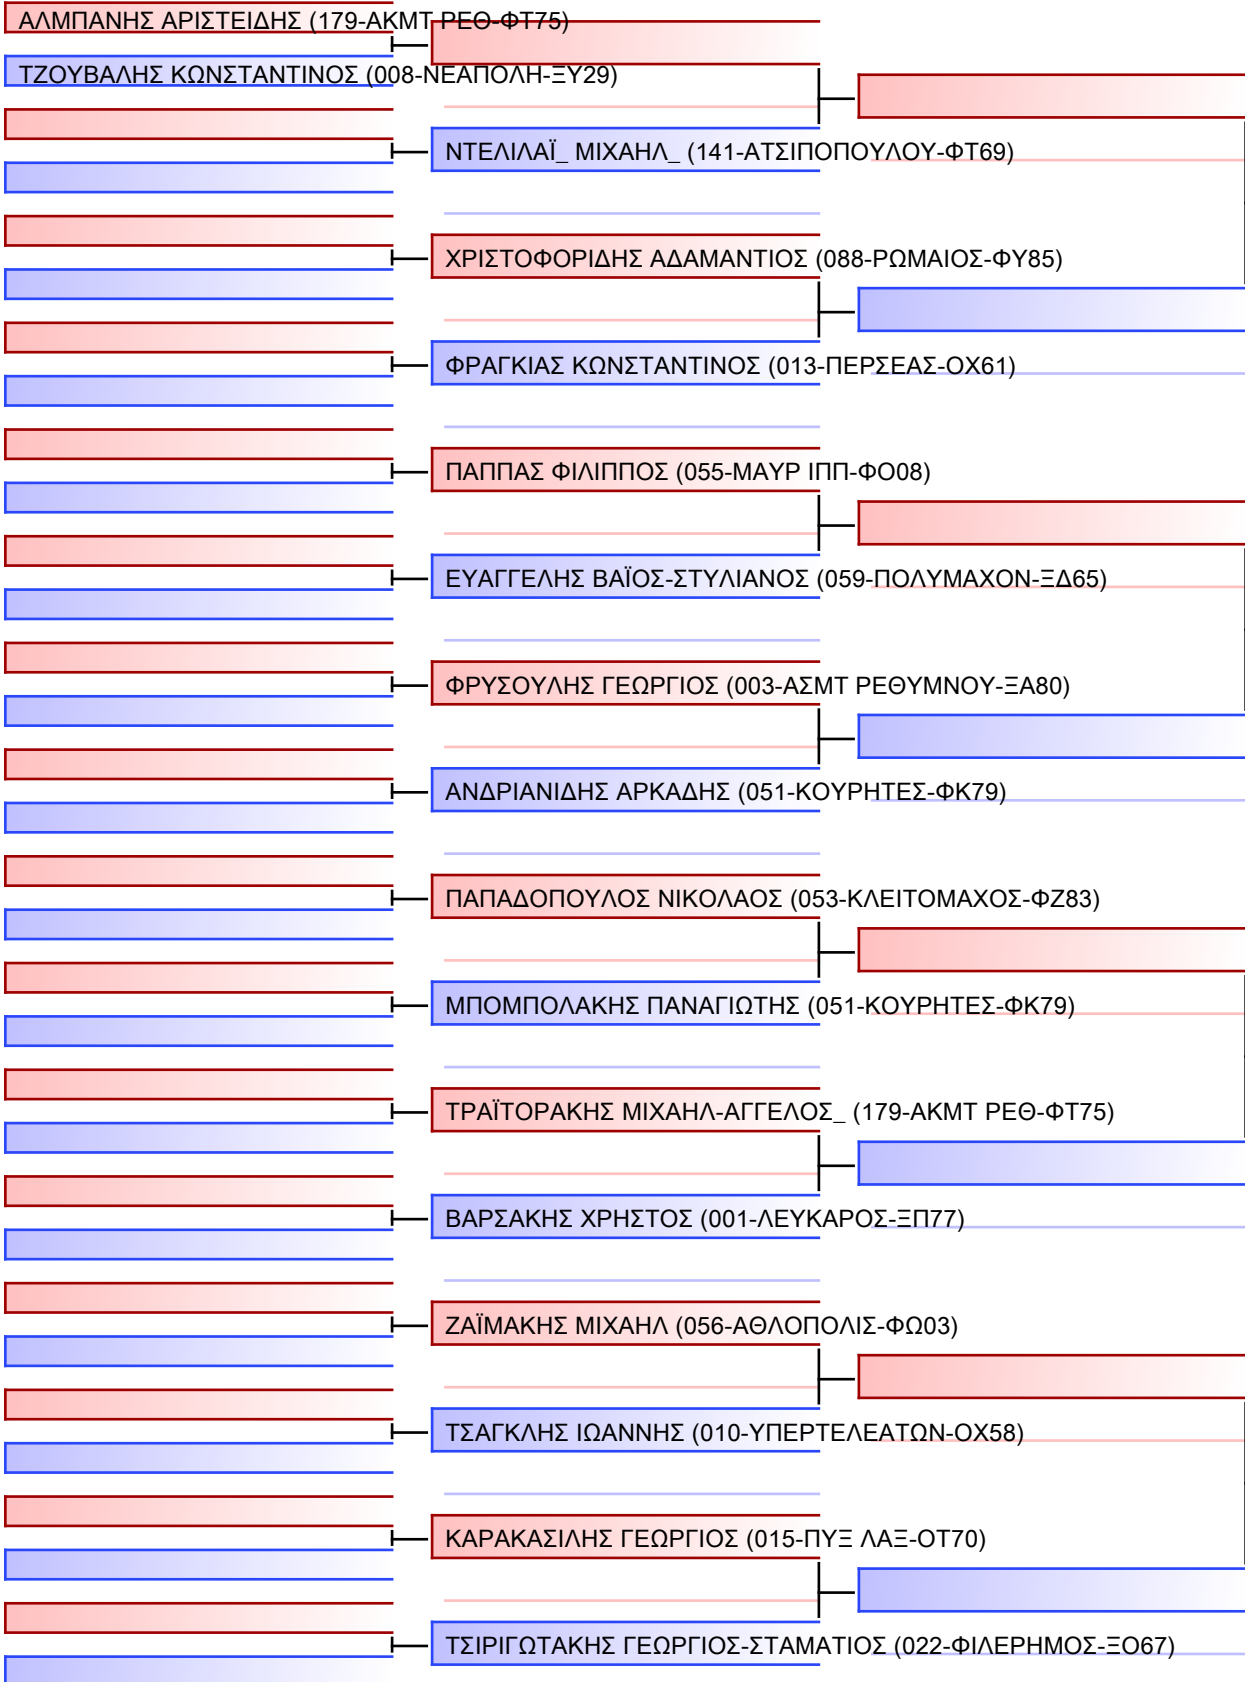 ΑΛΜΠΑΝΗΣ ΑΡΙΣΤΕΙΔΗΣ (179-ΑΚΜΤ ΡΕΘ-ΦΤ75)
ΤΖΟΥΒΑΛΗΣ ΚΩΝΣΤΑΝΤΙΝΟΣ (008-ΝΕΑΠΟΛΗ-ΞΥ29)
ΝΤΕΛΙΛΑΪ_ ΜΙΧΑΗΛ_ (141-ΑΤΣΙΠΟΠΟΥΛΟΥ-ΦΤ69)
ΧΡΙΣΤΟΦΟΡΙΔΗΣ ΑΔΑΜΑΝΤΙΟΣ (088-ΡΩΜΑΙΟΣ-ΦΥ85)
ΦΡΑΓΚΙΑΣ ΚΩΝΣΤΑΝΤΙΝΟΣ (013-ΠΕΡΣΕΑΣ-ΟΧ61)
ΠΑΠΠΑΣ ΦΙΛΙΠΠΟΣ (055-ΜΑΥΡ ΙΠΠ-ΦΟ08)
ΕΥΑΓΓΕΛΗΣ ΒΑΪΟΣ-ΣΤΥΛΙΑΝΟΣ (059-ΠΟΛΥΜΑΧΟΝ-ΞΔ65)
ΦΡΥΣΟΥΛΗΣ ΓΕΩΡΓΙΟΣ (003-ΑΣΜΤ ΡΕΘΥΜΝΟΥ-ΞΑ80)
ΑΝΔΡΙΑΝΙΔΗΣ ΑΡΚΑΔΗΣ (051-ΚΟΥΡΗΤΕΣ-ΦΚ79)
ΠΑΠΑΔΟΠΟΥΛΟΣ ΝΙΚΟΛΑΟΣ (053-ΚΛΕΙΤΟΜΑΧΟΣ-ΦΖ83)
ΜΠΟΜΠΟΛΑΚΗΣ ΠΑΝΑΓΙΩΤΗΣ (051-ΚΟΥΡΗΤΕΣ-ΦΚ79)
ΤΡΑΪΤΟΡΑΚΗΣ ΜΙΧΑΗΛ-ΑΓΓΕΛΟΣ_ (179-ΑΚΜΤ ΡΕΘ-ΦΤ75)
ΒΑΡΣΑΚΗΣ ΧΡΗΣΤΟΣ (001-ΛΕΥΚΑΡΟΣ-ΞΠ77)
ΖΑΪΜΑΚΗΣ ΜΙΧΑΗΛ (056-ΑΘΛΟΠΟΛΙΣ-ΦΩ03)
ΤΣΑΓΚΛΗΣ ΙΩΑΝΝΗΣ (010-ΥΠΕΡΤΕΛΕΑΤΩΝ-ΟΧ58)
ΚΑΡΑΚΑΣΙΛΗΣ ΓΕΩΡΓΙΟΣ (015-ΠΥΞ ΛΑΞ-ΟΤ70)
ΤΣΙΡΙΓΩΤΑΚΗΣ ΓΕΩΡΓΙΟΣ-ΣΤΑΜΑΤΙΟΣ (022-ΦΙΛΕΡΗΜΟΣ-ΞΟ67)